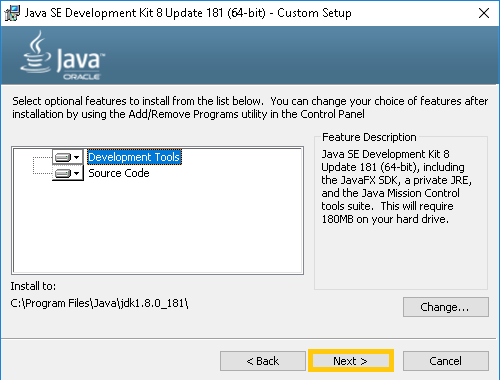 Java SE Development Kit 8 Update 181 (64-bit) - Custom Setup
Java
ORACLE
Select optional features to install from the list below.  You can change your choice of features after
installation by using the Add/Remove Programs utility in the Control Panel
Development Tools
Source Code
Feature Description
Java SE Development Kit 8
Update 181 (64-bit), including
the JavaFX SDK, a private JRE,
and the Java Mission Control
tools suite.  This will require
180MB on your hard drive.
Install to:
C:\Program Files\Java\jdk1.8.0_181\
Change...
< Back
Next >
Cancel